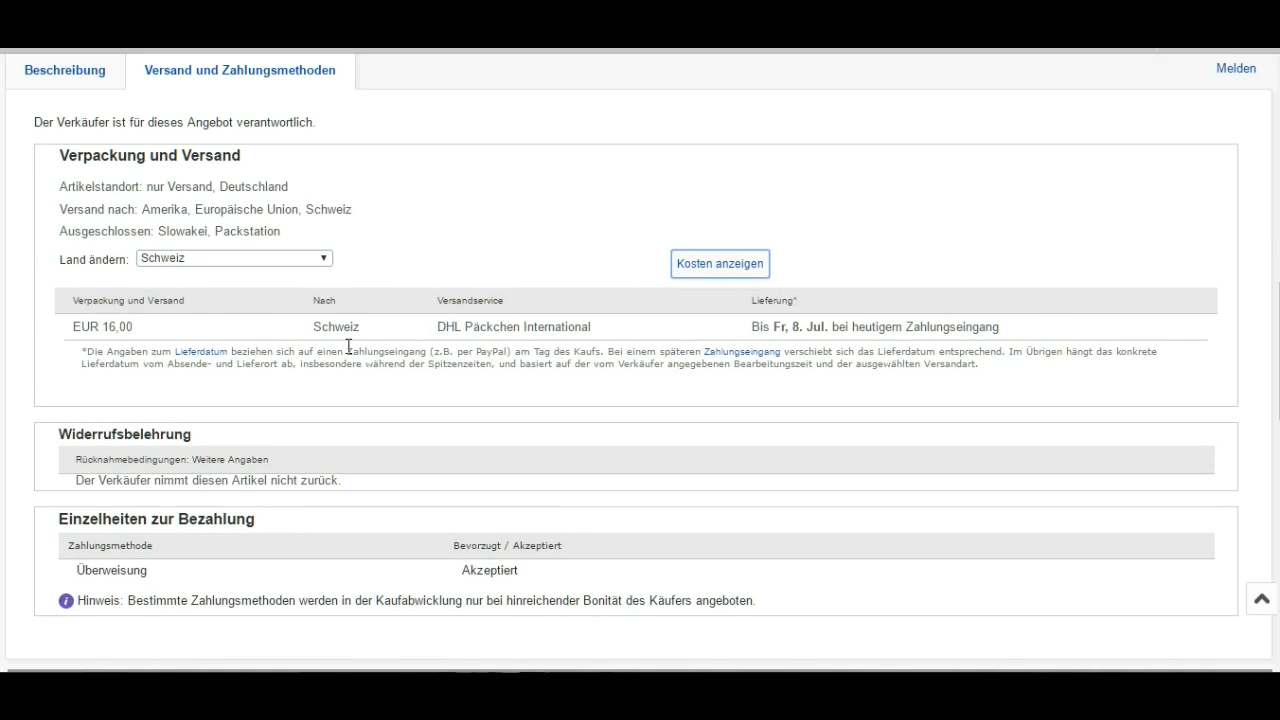 Beschreibung
Versand und Zahlungsmethoden
Melden
Der Verkäufer ist für dieses Angebot verantwortlich.
Verpackung und Versand
Artikelstandort: nur Versand, Deutschland
Versand nach: Amerika, Europäische Union, Schweiz
Ausgeschlossen: Slowakei, Packstation
Land ändern: Schweiz
Kosten anzeigen
Verpackung und Versand Nach Versandservice Lieferung*
EUR 16,00 Schweiz DHL Päckchen International Bis Fr, 8. Jul. bei heutigem Zahlungseingang
*Die Angaben zum Lieferdatum beziehen sich auf einen Zahlungseingang (z.B. per PayPal) am Tag des Kaufs. Bei einem späteren Zahlungseingang verschiebt sich das Lieferdatum entsprechend. Im Übrigen hängt das konkrete
Lieferdatum vom Absende- und Lieferort ab, insbesondere während der Spitzenzeiten, und basiert auf der vom Verkäufer angegebenen Bearbeitungszeit und der ausgewählten Versandart.
Widerrufsbelehrung
Rücknahmebedingungen: Weitere Angaben
Der Verkäufer nimmt diesen Artikel nicht zurück.
Einzelheiten zur Bezahlung
Zahlungsmethode Bevorzugt / Akzeptiert
Überweisung Akzeptiert
Hinweis: Bestimmte Zahlungsmethoden werden in der Kaufabwicklung nur bei hinreichender Bonität des Käufers angeboten.